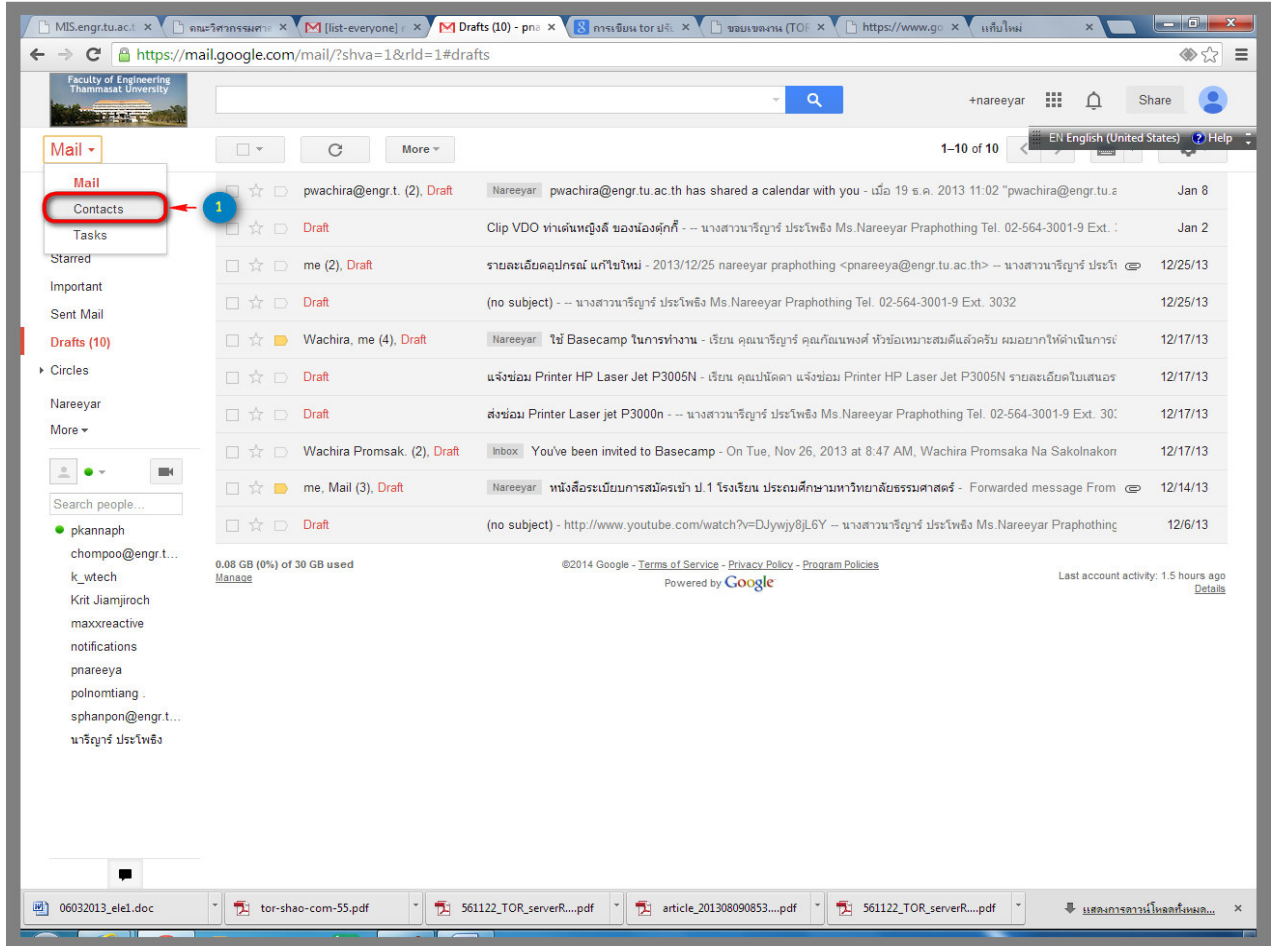 MIS.engr.tu.ac.t
คณะวิศวกรรมศา
[list-everyone] r
Drafts (10) - pna
การเขียน tor ปรั
ขอบเขตงาน (TOF
https://www.go
แท็บใหม่
https://mail.google.com/mail/?shva=1&rld=1#drafts
Faculty of Engineering
Thammasat Unversity
+nareeyar
Share
EN English (United States)
Help
Mail
More
1–10 of 10
Mail
Contacts
1
Tasks
Starred
Important
Sent Mail
Drafts (10)
Circles
Nareeyar
More
pwachira@engr.t. (2), Draft Nareeyar pwachira@engr.tu.ac.th has shared a calendar with you - เมื่อ 19 ธ.ค. 2013 11:02 "pwachira@engr.tu.a Jan 8
Draft Clip VDO ท่าเต้นหญิงลี ของน้องตุ๊กกี้ - -- นางสาวนารีญาร์ ประโพธิง Ms.Nareeyar Praphothing Tel. 02-564-3001-9 Ext. : Jan 2
me (2), Draft รายละเอียดอุปกรณ์ แก้ไขใหม่ - 2013/12/25 nareeyar praphothing <pnareeya@engr.tu.ac.th> -- นางสาวนารีญาร์ ประโ 12/25/13
Draft (no subject) - -- นางสาวนารีญาร์ ประโพธิง Ms.Nareeyar Praphothing Tel. 02-564-3001-9 Ext. 3032 12/25/13
Wachira, me (4), Draft Nareeyar ใช้ Basecamp ในการทำงาน - เรียน คุณนารีญาร์ คุณกัณนพงศ์ หัวข้อเหมาะสมดีแล้วครับ ผมอยากให้ดำเนินการเ 12/17/13
Draft แจ้งซ่อม Printer HP Laser Jet P3005N - เรียน คุณปนัดดา แจ้งซ่อม Printer HP Laser Jet P3005N รายละเอียดใบเสนอร 12/17/13
Draft ส่งซ่อม Printer Laser jet P3000n - -- นางสาวนารีญาร์ ประโพธิง Ms.Nareeyar Praphothing Tel. 02-564-3001-9 Ext. 30 12/17/13
Wachira Promsak. (2), Draft Inbox You've been invited to Basecamp - On Tue, Nov 26, 2013 at 8:47 AM, Wachira Promsaka Na Sakolnakorn 12/17/13
me, Mail (3), Draft Nareeyar หนังสือระเบียบการสมัครเข้า ป.1 โรงเรียน ประถมศึกษามหาวิทยาลัยธรรมศาสตร์ - Forwarded message From 12/14/13
Draft (no subject) - http://www.youtube.com/watch?v=DJywjy8jL6Y -- นางสาวนารีญาร์ ประโพธิง Ms.Nareeyar Praphothing 12/6/13
Search people...
pkannaph
chompoo@engr.t...
k_wtech
Krit Jiamjiroch
maxxreactive
notifications
pnareeya
polnomtiang .
sphanpon@engr.t...
นารีญาร์ ประโพธิง
0.08 GB (0%) of 30 GB used
Manage
©2014 Google - Terms of Service - Privacy Policy - Program Policies
Powered by Google
Last account activity: 1.5 hours ago
Details
06032013_ele1.doc
tor-shao-com-55.pdf
561122_TOR_serverR....pdf
article_201308090853....pdf
561122_TOR_serverR....pdf
แสดงการดาวน์โหลดทั้งหมด...